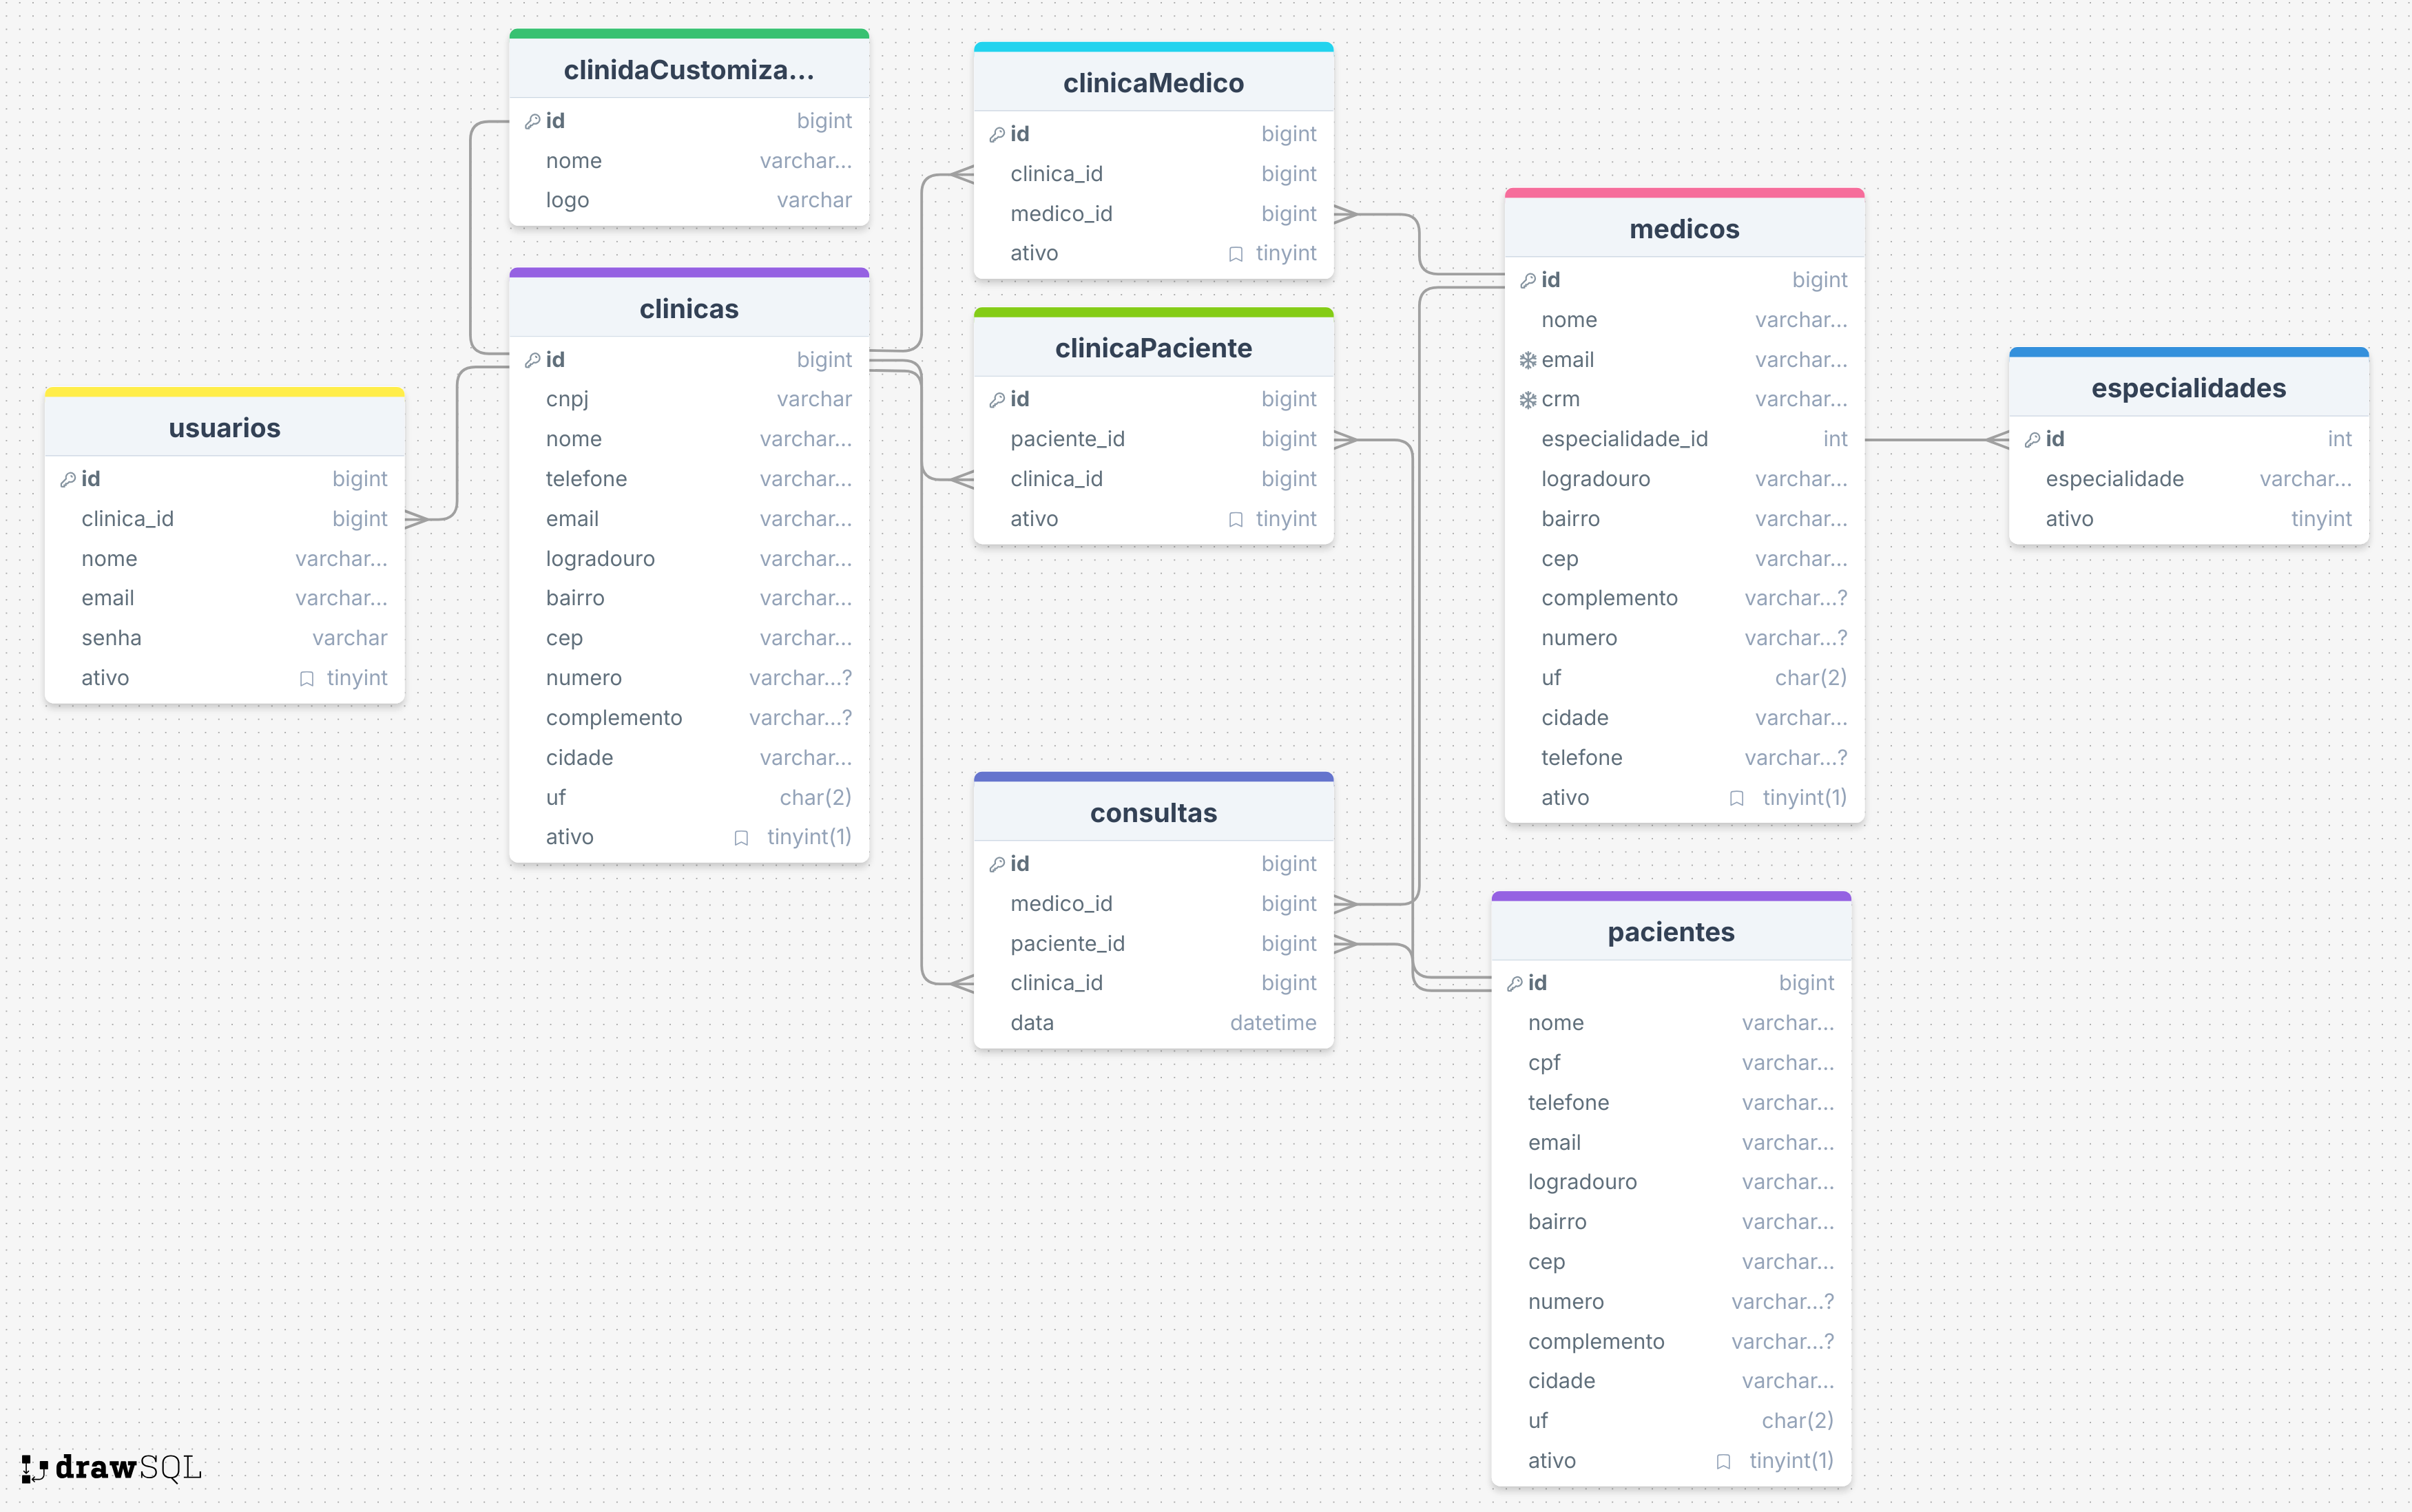 clinidaCustomiza...
id bigint
nome varchar...
logo varchar
clinicas
id bigint
cnpj varchar
nome varchar...
telefone varchar...
email varchar...
logradouro varchar...
bairro varchar...
cep varchar...
numero varchar...?
complemento varchar...?
cidade varchar...
uf char(2)
ativo tinyint(1)
usuarios
id bigint
clinica_id bigint
nome varchar...
email varchar...
senha varchar
ativo tinyint
clinicaMedico
id bigint
clinica_id bigint
medico_id bigint
ativo tinyint
clinicaPaciente
id bigint
paciente_id bigint
clinica_id bigint
ativo tinyint
consultas
id bigint
medico_id bigint
paciente_id bigint
clinica_id bigint
data datetime
medicos
id bigint
nome varchar...
email varchar...
crm varchar...
especialidade_id int
logradouro varchar...
bairro varchar...
cep varchar...
complemento varchar...?
numero varchar...?
uf char(2)
cidade varchar...
telefone varchar...?
ativo tinyint(1)
especialidades
id int
especialidade varchar...
ativo tinyint
pacientes
id bigint
nome varchar...
cpf varchar...
telefone varchar...
email varchar...
logradouro varchar...
bairro varchar...
cep varchar...
numero varchar...?
complemento varchar...?
cidade varchar...
uf char(2)
ativo tinyint(1)
drawSQL